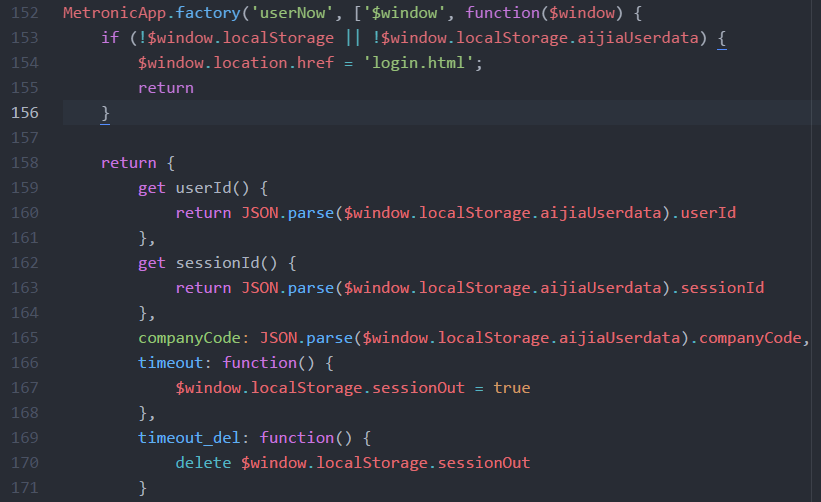 152 MetronicApp.factory('userNow', ['$window', function($window) {
153     if (!$window.localStorage || !$window.localStorage.aijiaUserdata) {
154         $window.location.href = 'login.html';
155         return
156     }
157
158     return {
159         get userId() {
160             return JSON.parse($window.localStorage.aijiaUserdata).userId
161         },
162         get sessionId() {
163             return JSON.parse($window.localStorage.aijiaUserdata).sessionId
164         },
165         companyCode: JSON.parse($window.localStorage.aijiaUserdata).companyCode,
166         timeout: function() {
167             $window.localStorage.sessionOut = true
168         },
169         timeout_del: function() {
170             delete $window.localStorage.sessionOut
171         }